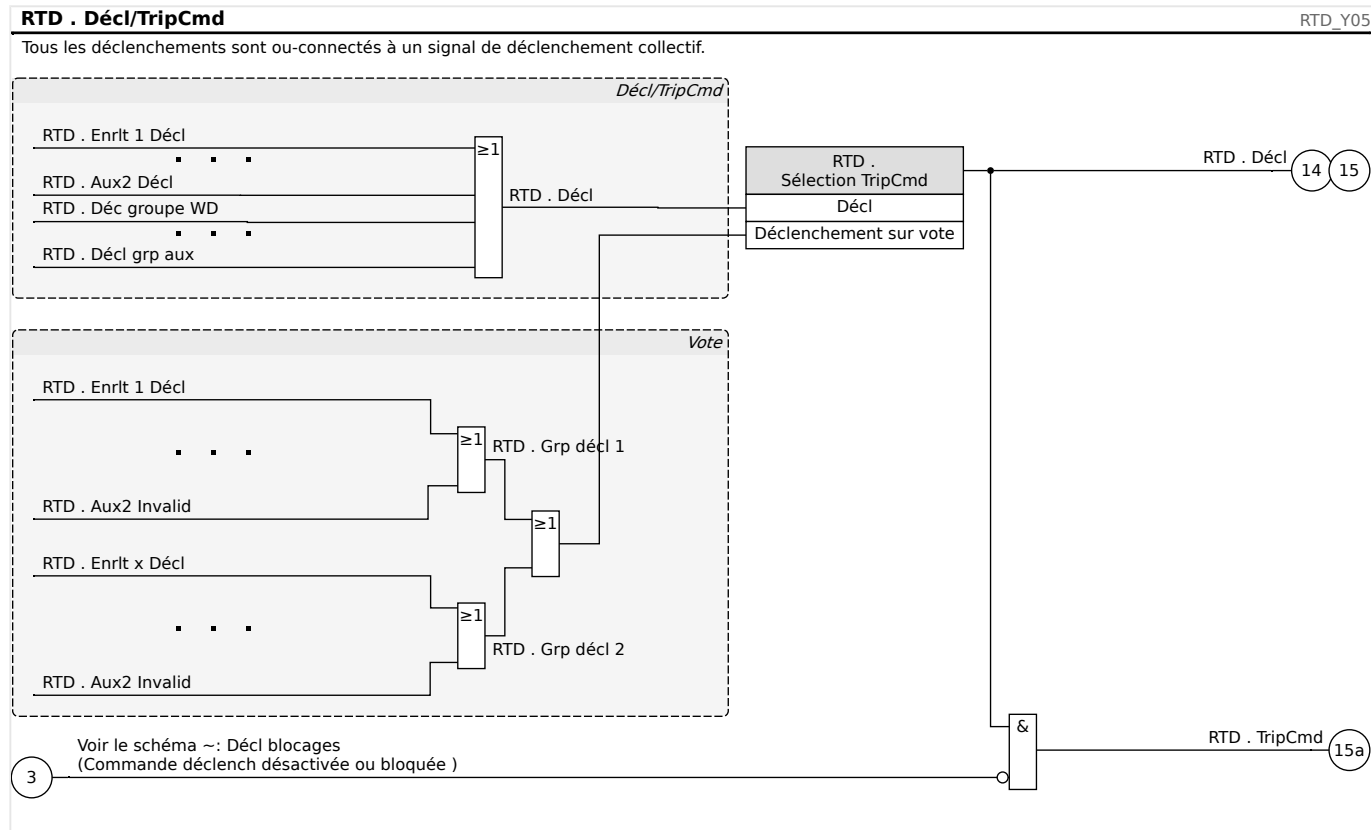 RTD . Décl/TripCmd
RTD_Y05
Tous les déclenchements sont ou-connectés à un signal de déclenchement collectif.
Décl/TripCmd
RTD . Enrlt 1 Décl
≥1
RTD . Aux2 Décl
RTD . Déc groupe WD
RTD . Décl grp aux
RTD . Décl
RTD .
Sélection TripCmd
Décl
Déclenchement sur vote
RTD . Décl
14
15
Vote
RTD . Enrlt 1 Décl
≥1
RTD . Grp décl 1
RTD . Aux2 Invalid
≥1
RTD . Enrlt x Décl
≥1
RTD . Grp décl 2
RTD . Aux2 Invalid
Voir le schéma ~: Décl blocages
(Commande déclench désactivée ou bloquée )
3
&
RTD . TripCmd
15a